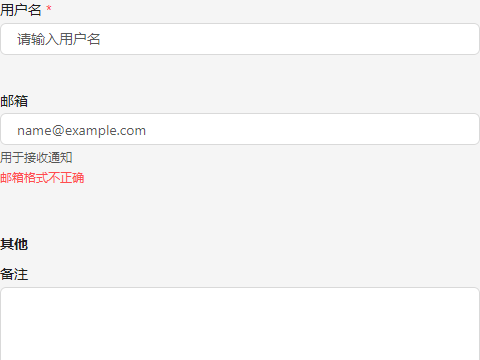 用户名 *
请输入用户名
邮箱
name@example.com
用于接收通知
邮箱格式不正确
其他
备注